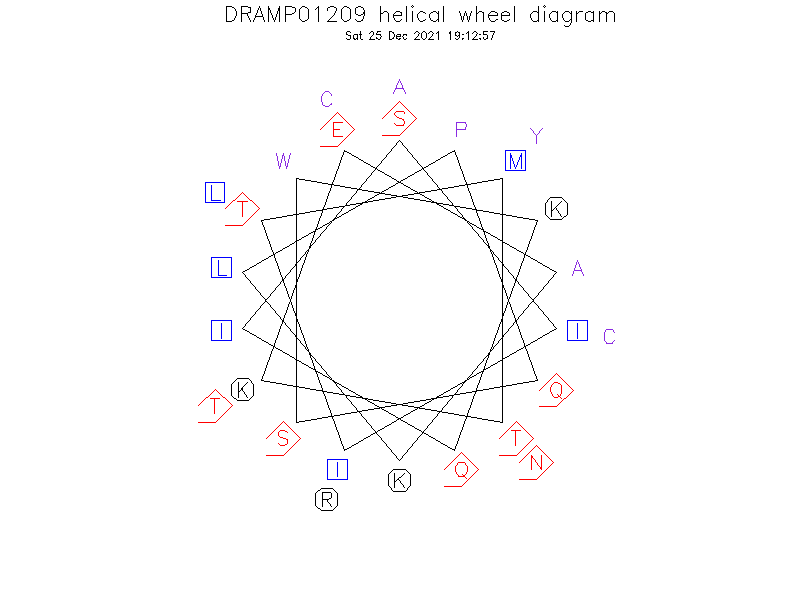 DRAMP01209 helical wheel diagram
Sat 25 Dec 2021 19:12:57
A
C
S
E
P
Y
W
M
L
T
K
L
A
I
I
C
K
Q
T
S
T
N
I
Q
K
R